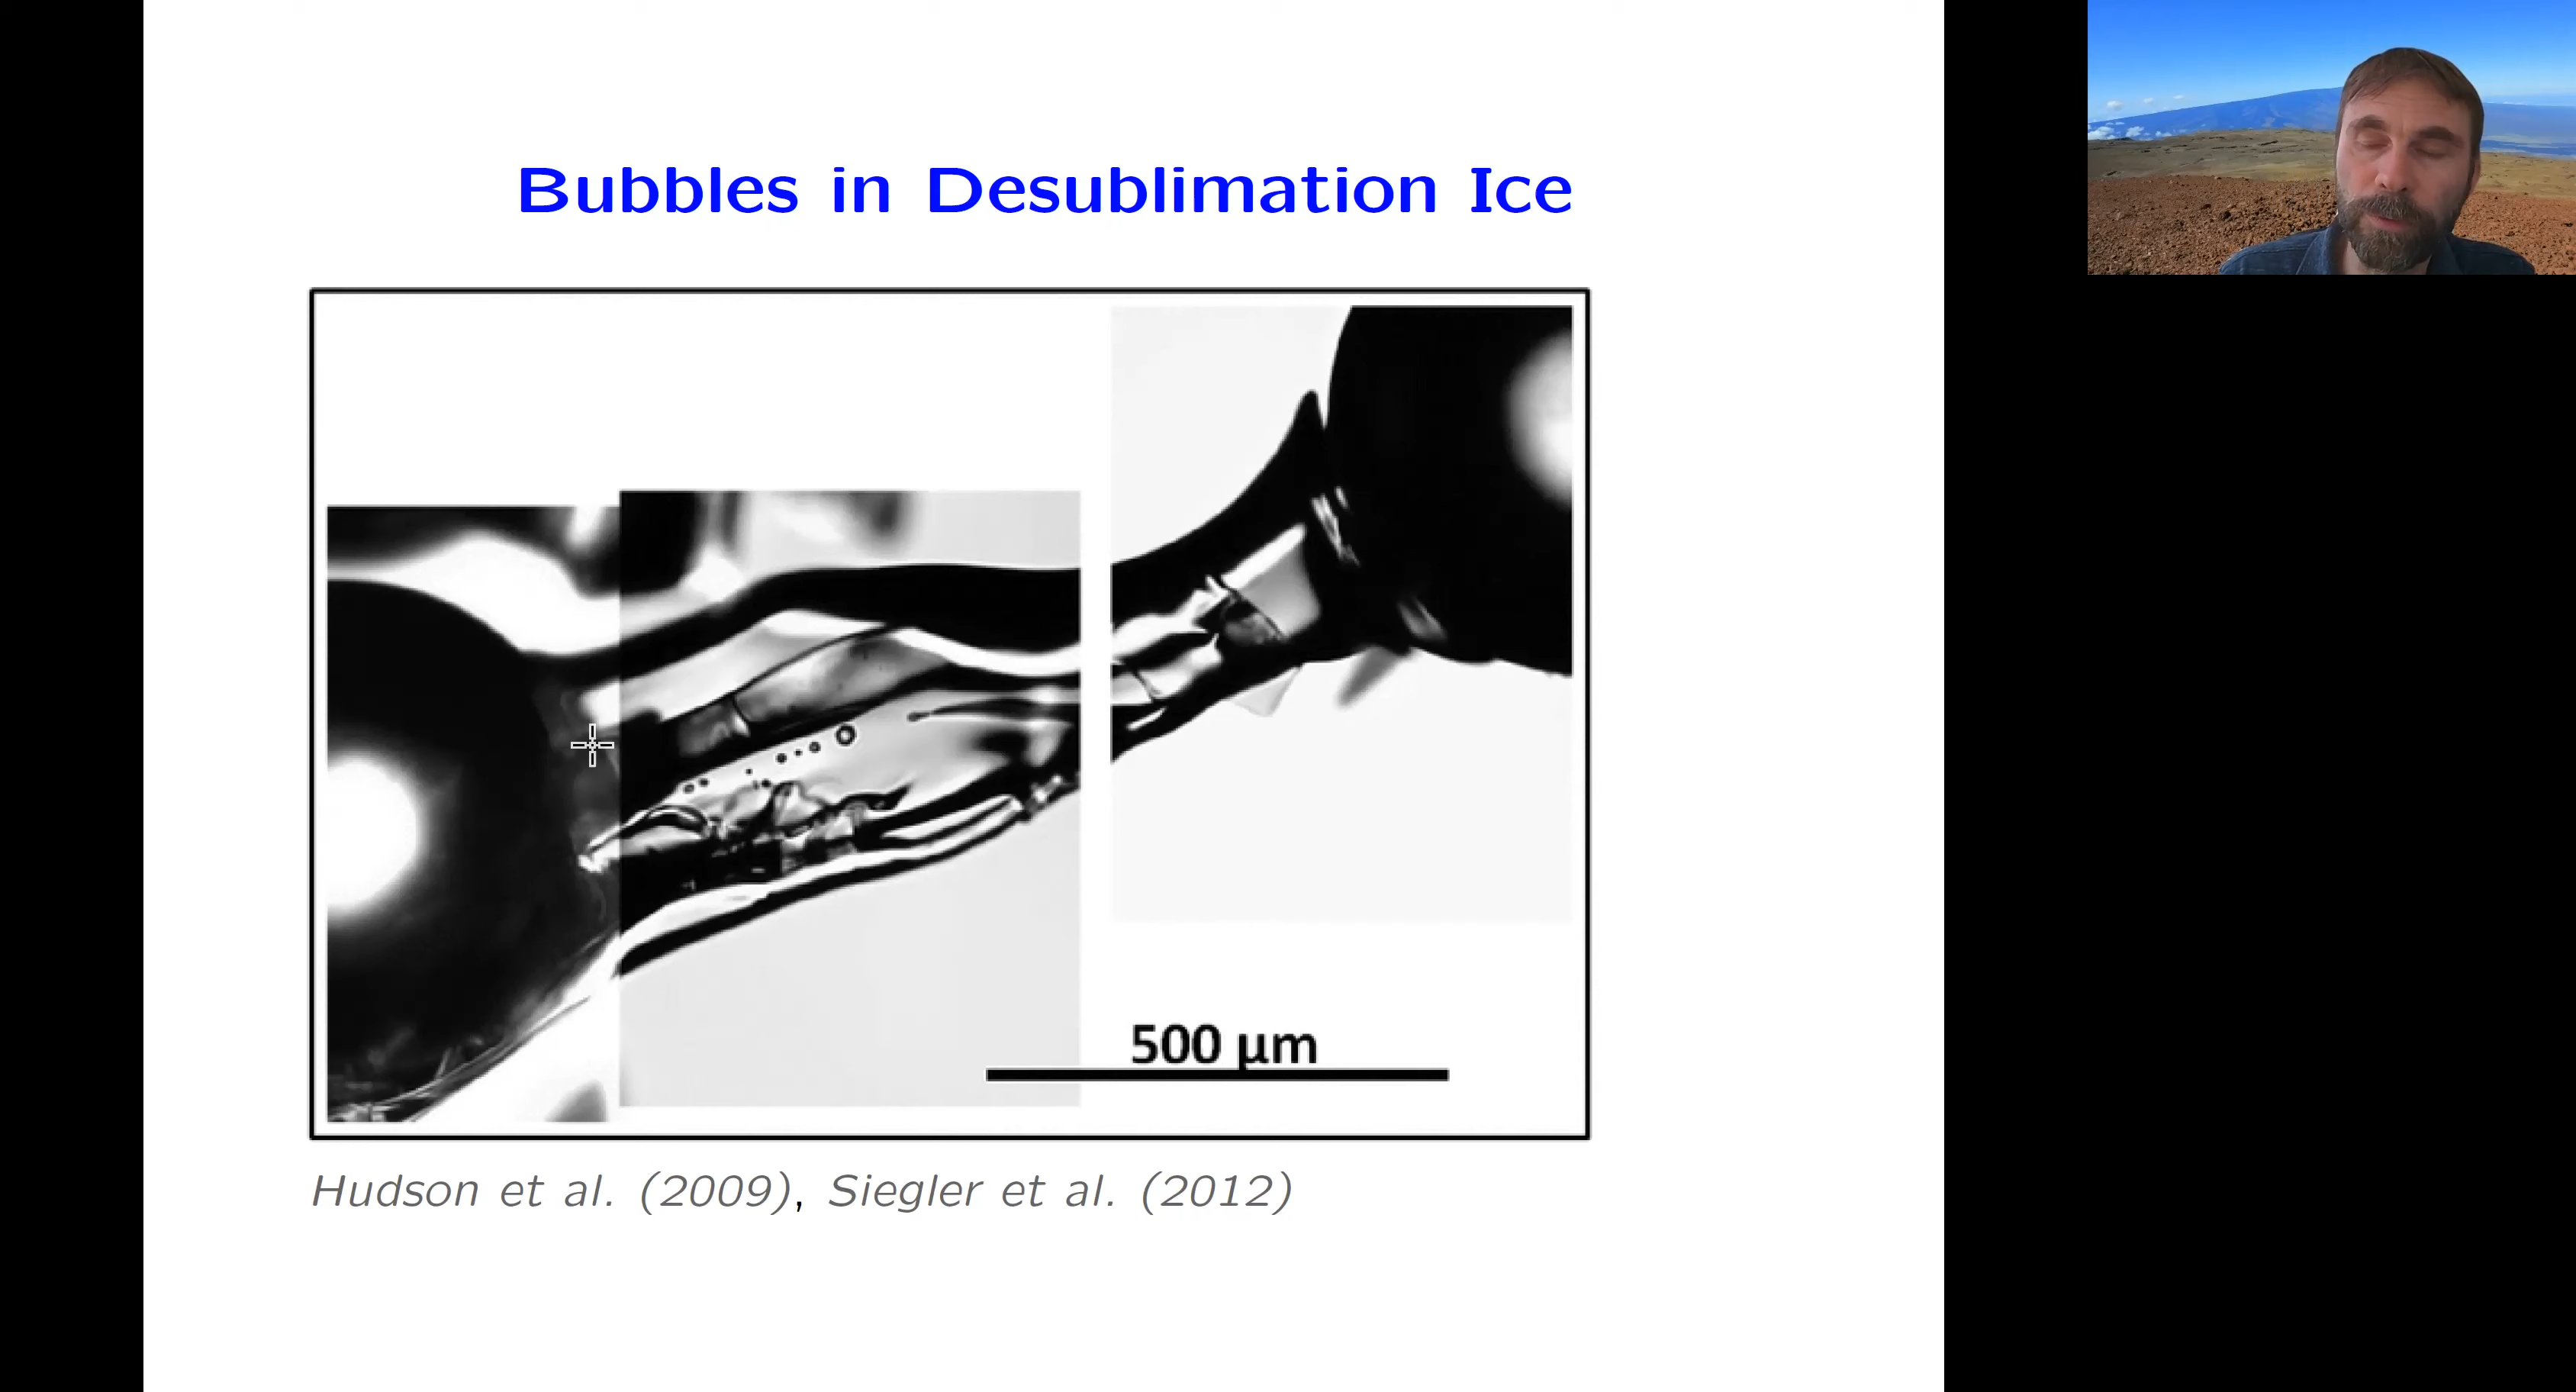 Bubbles in Desublimation Ice
500 µm
Hudson et al. (2009), Siegler et al. (2012)